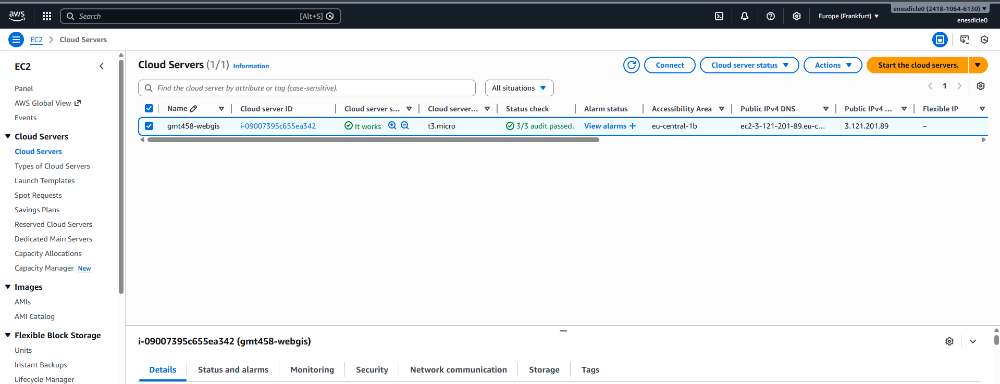 aws
Search [Alt+S]
Europe (Frankfurt)
enesdicle0 (2418-1064-6130)
enesdicle0
EC2 Cloud Servers
EC2
Panel
AWS Global View
Events
Cloud Servers
Cloud Servers
Types of Cloud Servers
Launch Templates
Spot Requests
Savings Plans
Reserved Cloud Servers
Dedicated Main Servers
Capacity Allocations
Capacity Manager New
Images
AMIs
AMI Catalog
Flexible Block Storage
Units
Instant Backups
Lifecycle Manager
Cloud Servers (1/1) Information
Connect
Cloud server status
Actions
Start the cloud servers.
Find the cloud server by attribute or tag (case-sensitive).
All situations
1
Name Cloud server ID Cloud server s... Cloud server... Status check Alarm status Accessibility Area Public IPv4 DNS Public IPv4 ... Flexible IP
gmt458-webgis i-09007395c655ea342 It works t3.micro 3/3 audit passed. View alarms + eu-central-1b ec2-3-121-201-89.eu-c... 3.121.201.89 –
i-09007395c655ea342 (gmt458-webgis)
Details Status and alarms Monitoring Security Network communication Storage Tags